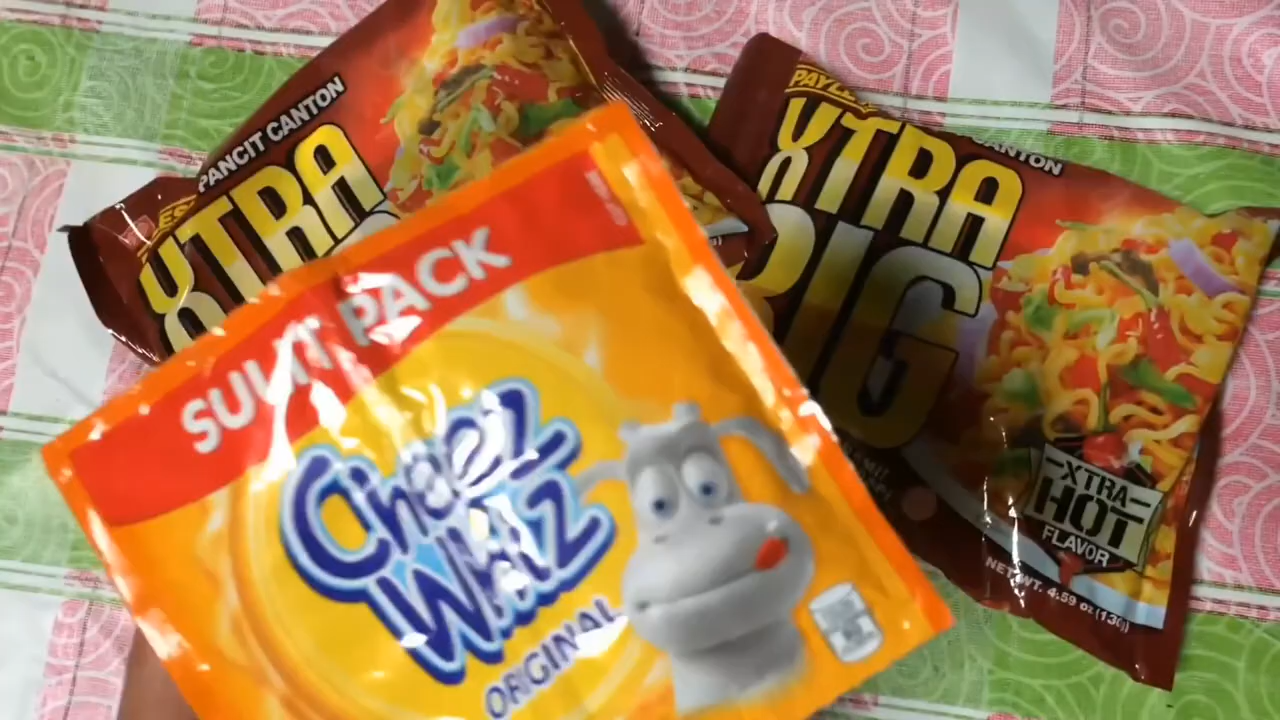 PANCIT CANTON
XTRA
CANTON
XTRA
BIG
XTRA
HOT
FLAVOR
NET WT. 4.59 oz (130g)
SULIT PACK
Cheez
Whiz
ORIGINAL